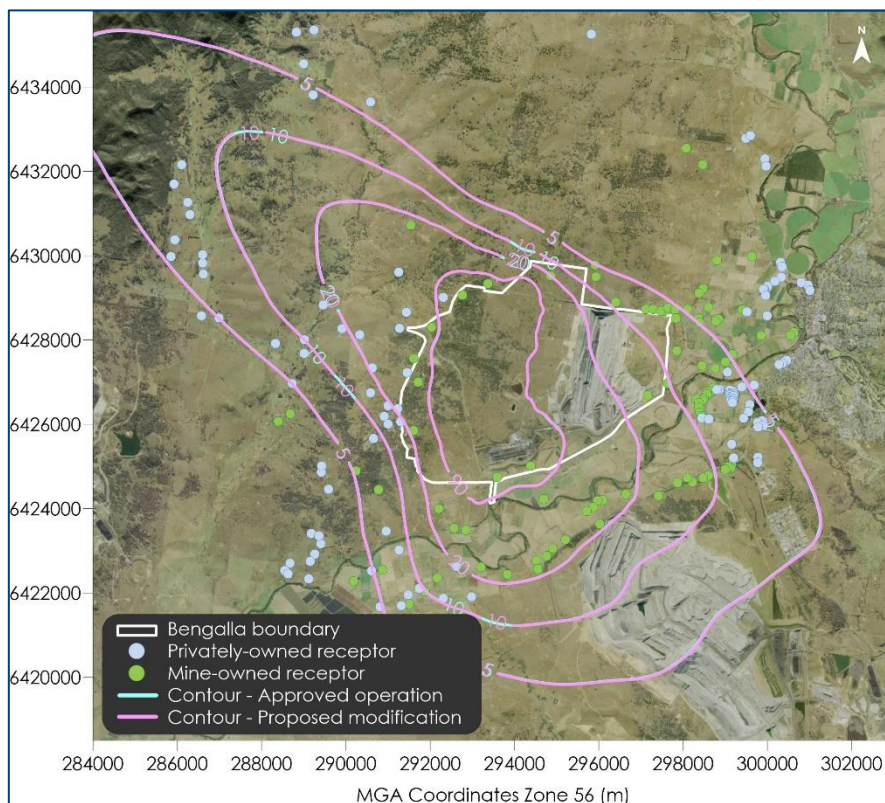 N
6434000
6432000
6430000
6428000
6426000
6424000
6422000
6420000
5
10
10
5
10
10
20
20
10
5
90
20
10
5
5
Bengalla boundary
Privately-owned receptor
Mine-owned receptor
Contour - Approved operation
Contour - Proposed modification
284000 286000 288000 290000 292000 294000 296000 298000 300000 302000
MGA Coordinates Zone 56 (m)